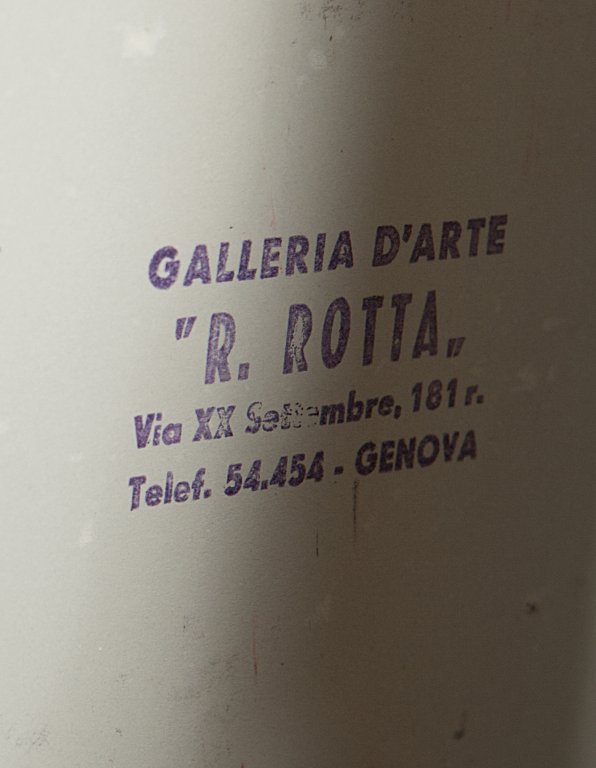 GALLERIA D'ARTE
"R. ROTTA„
Via XX Settembre, 181 r.
Telef. 54.454 - GENOVA